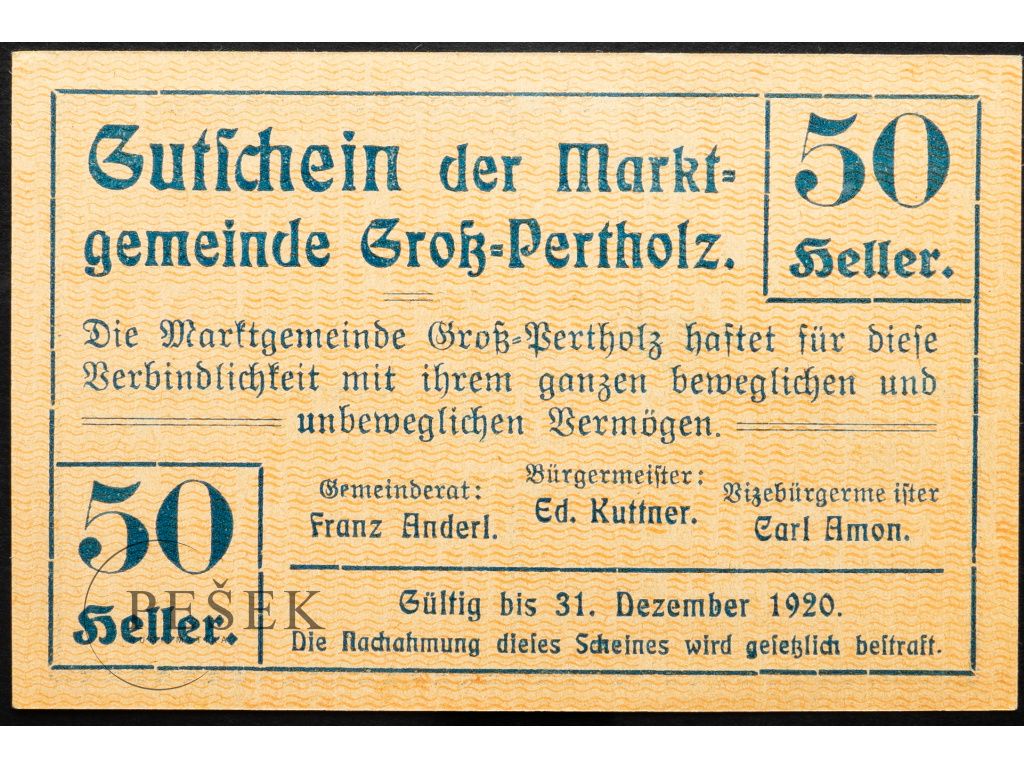 Gutschein der Markt=
gemeinde Groß=Pertholz.
50
Heller.
Die Marktgemeinde Groß=Pertholz haftet für diese
Verbindlichkeit mit ihrem ganzen beweglichen und
unbeweglichen Vermögen.
Gemeinderat:
Franz Anderl.
Bürgermeister:
Ed. Kuttner.
Vizebürgerme ister
Carl Amon.
50
Heller.
PEŠEK
Gültig bis 31. Dezember 1920.
Die Nachahmung dieses Scheines wird gesetzlich bestraft.